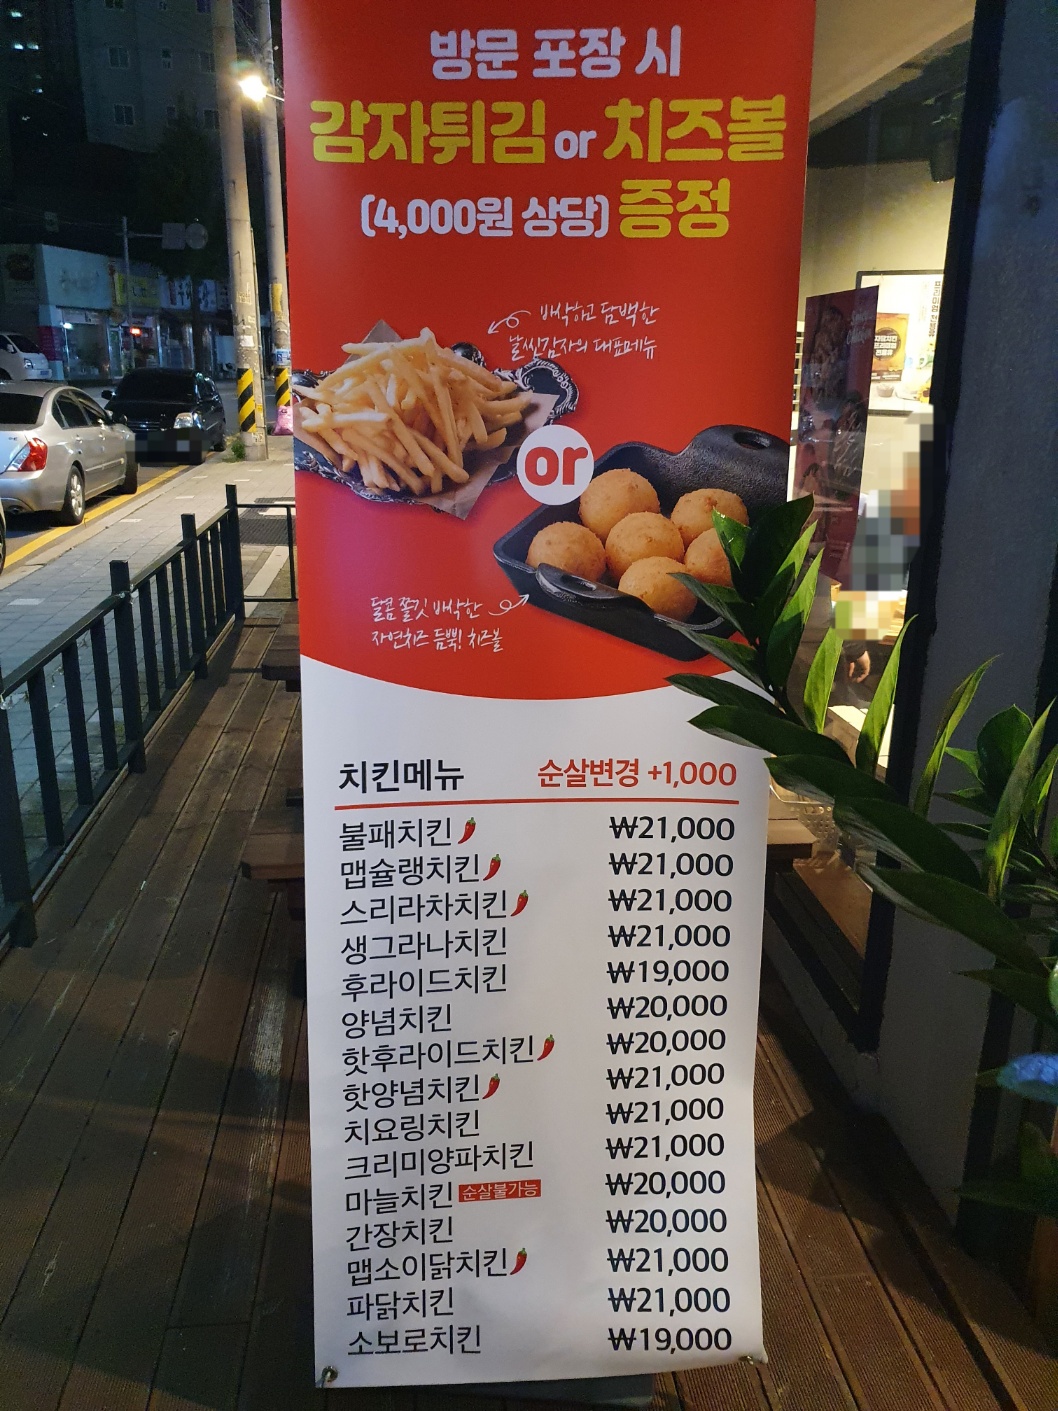 방문 포장 시
감자튀김 or 치즈볼
(4,000원 상당) 증정
바삭하고 담백한
날씬감자의 대표메뉴
or
달콤 쫄깃 바삭한
자연치즈 듬뿍! 치즈볼
치킨메뉴 순살변경 +1,000
불패치킨 ₩21,000
맵슐랭치킨 ₩21,000
스리라차치킨 ₩21,000
생그라나치킨 ₩21,000
후라이드치킨 ₩19,000
양념치킨 ₩20,000
핫후라이드치킨 ₩20,000
핫양념치킨 ₩21,000
치요링치킨 ₩21,000
크리미양파치킨 ₩21,000
마늘치킨 순살불가능 ₩20,000
간장치킨 ₩20,000
맵소이닭치킨 ₩21,000
파닭치킨 ₩21,000
소보로치킨 ₩19,000